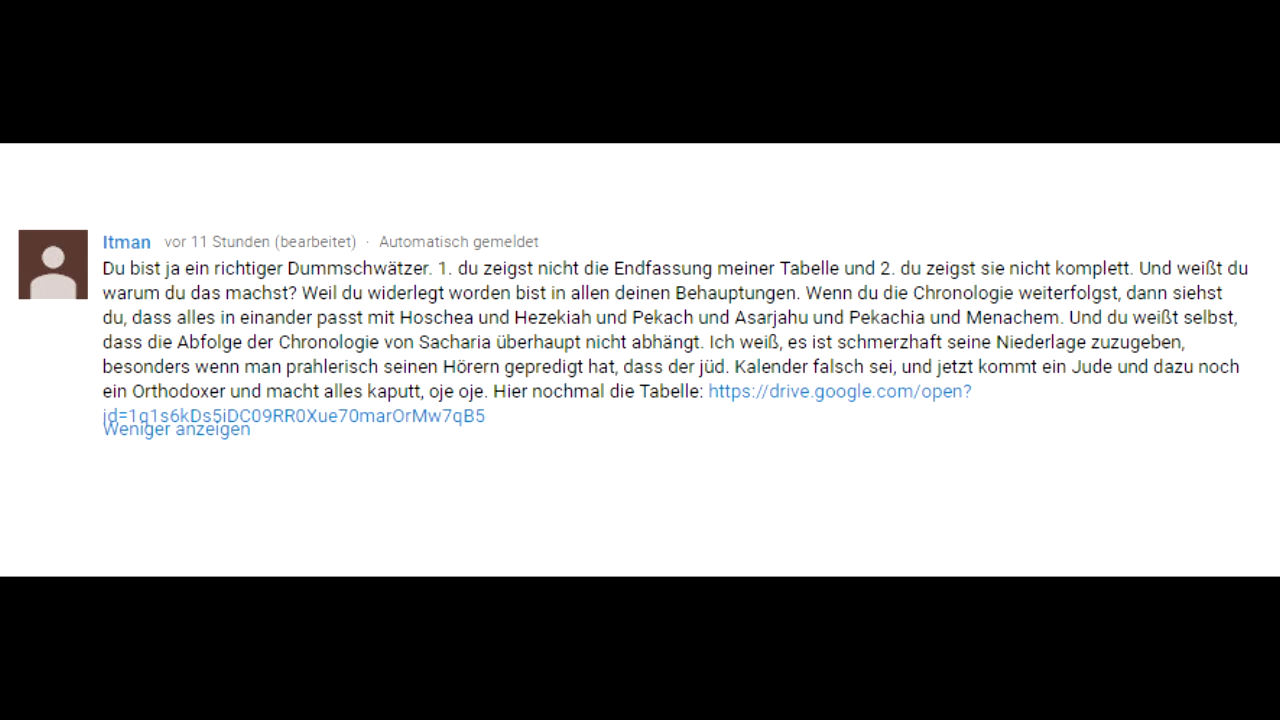 Itman vor 11 Stunden (bearbeitet) · Automatisch gemeldet
Du bist ja ein richtiger Dummschwätzer. 1. du zeigst nicht die Endfassung meiner Tabelle und 2. du zeigst sie nicht komplett. Und weißt du
warum du das machst? Weil du widerlegt worden bist in allen deinen Behauptungen. Wenn du die Chronologie weiterfolgst, dann siehst
du, dass alles in einander passt mit Hoschea und Hezekiah und Pekach und Asarjahu und Pekachia und Menachem. Und du weißt selbst,
dass die Abfolge der Chronologie von Sacharia überhaupt nicht abhängt. Ich weiß, es ist schmerzhaft seine Niederlage zuzugeben,
besonders wenn man prahlerisch seinen Hörern gepredigt hat, dass der jüd. Kalender falsch sei, und jetzt kommt ein Jude und dazu noch
ein Orthodoxer und macht alles kaputt, oje oje. Hier nochmal die Tabelle: https://drive.google.com/open?
id=1q1s6kDs5iDC09RR0Xue70marOrMw7qB5
Weniger anzeigen